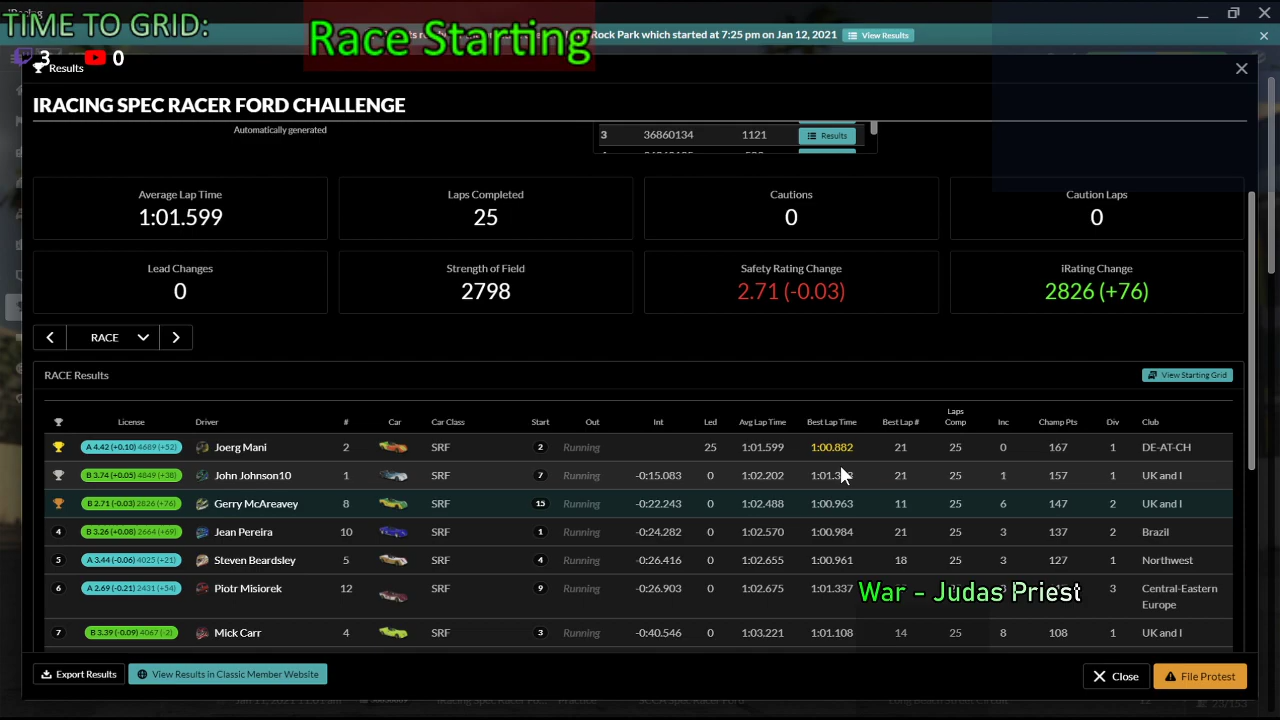 TIME TO GRID:
Race Starting
Rock Park which started at 7:25 pm on Jan 12, 2021
View Results
3
0
Results
IRACING SPEC RACER FORD CHALLENGE
Automatically generated
3 36860134 1121 Results
Average Lap Time
1:01.599
Laps Completed
25
Cautions
0
Caution Laps
0
Lead Changes
0
Strength of Field
2798
Safety Rating Change
2.71 (-0.03)
iRating Change
2826 (+76)
RACE
RACE Results
View Starting Grid
License Driver # Car Car Class Start Out Int Led Avg Lap Time Best Lap Time Best Lap # Laps Comp Inc Champ Pts Div Club
A 4.42 (+0.10) 4689 (+52) Joerg Mani 2 SRF 2 Running 25 1:01.599 1:00.882 21 25 0 167 1 DE-AT-CH
B 3.74 (+0.05) 4849 (+38) John Johnson10 1 SRF 7 Running -0:15.083 0 1:02.202 21 25 1 157 1 UK and I
B 2.71 (-0.03) 2826 (+76) Gerry McAreavey 8 SRF 15 Running -0:22.243 0 1:02.488 1:00.963 11 25 6 147 2 UK and I
4 B 3.26 (+0.08) 2664 (+69) Jean Pereira 10 SRF 1 Running -0:24.282 0 1:02.570 1:00.984 21 25 3 137 2 Brazil
5 A 3.44 (-0.06) 4025 (+21) Steven Beardsley 5 SRF 4 Running -0:26.416 0 1:02.655 1:00.961 18 25 3 127 1 Northwest
6 A 2.69 (-0.21) 2431 (+54) Piotr Misiorek 12 SRF 9 Running -0:26.903 0 1:02.675 1:01.337 3 Central-Eastern Europe
War - Judas Priest
7 B 3.39 (-0.09) 4067 (-2) Mick Carr 4 SRF 3 Running -0:40.546 0 1:03.221 1:01.108 14 25 8 108 1 UK and I
Export Results
View Results in Classic Member Website
Close
File Protest